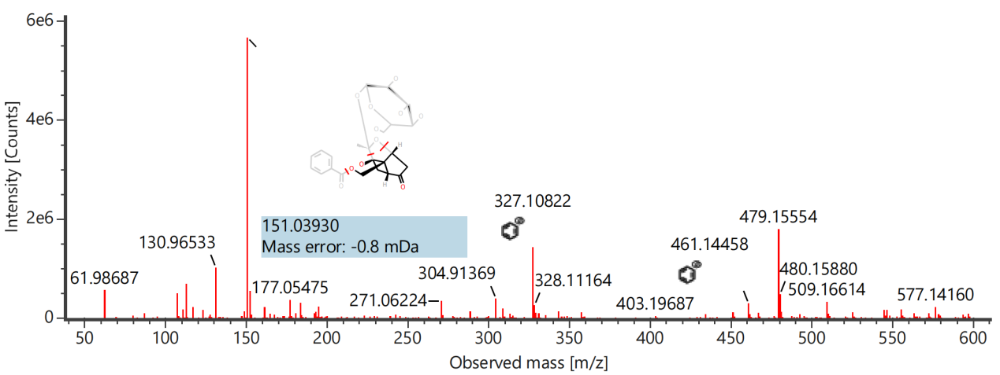 6e6
4e6
2e6
0
Intensity [Counts]
61.98687
130.96533
151.03930
Mass error: -0.8 mDa
177.05475
271.06224
304.91369
327.10822
328.11164
403.19687
461.14458
479.15554
480.15880
509.16614
577.14160
O
O
O
O
O
O
O
H
O
O
O
H
O
50
100
150
200
250
300
350
400
450
500
550
600
Observed mass [m/z]